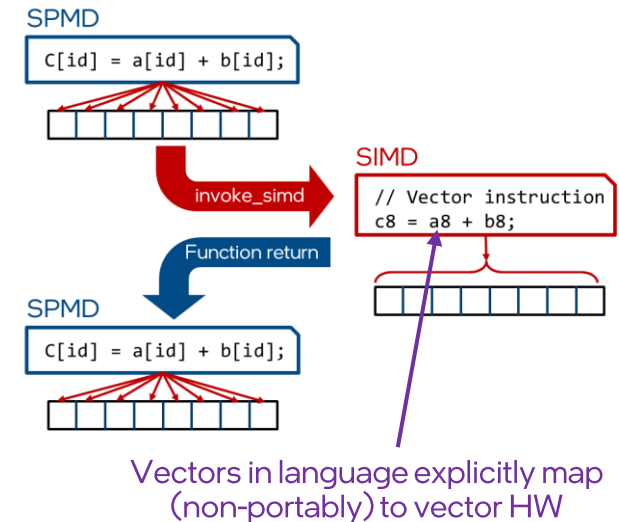 SPMD
C[id] = a[id] + b[id];
invoke_simd
SIMD
// Vector instruction
c8 = a8 + b8;
Function return
SPMD
C[id] = a[id] + b[id];
Vectors in language explicitly map
(non-portably) to vector HW